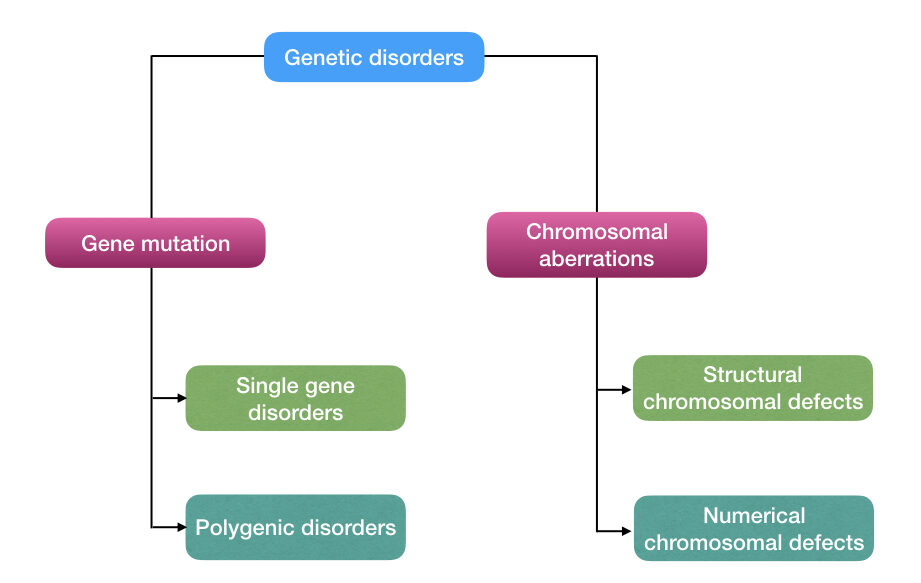 Genetic disorders
Gene mutation
Chromosomal
aberrations
Single gene
disorders
Structural
chromosomal defects
Polygenic disorders
Numerical
chromosomal defects